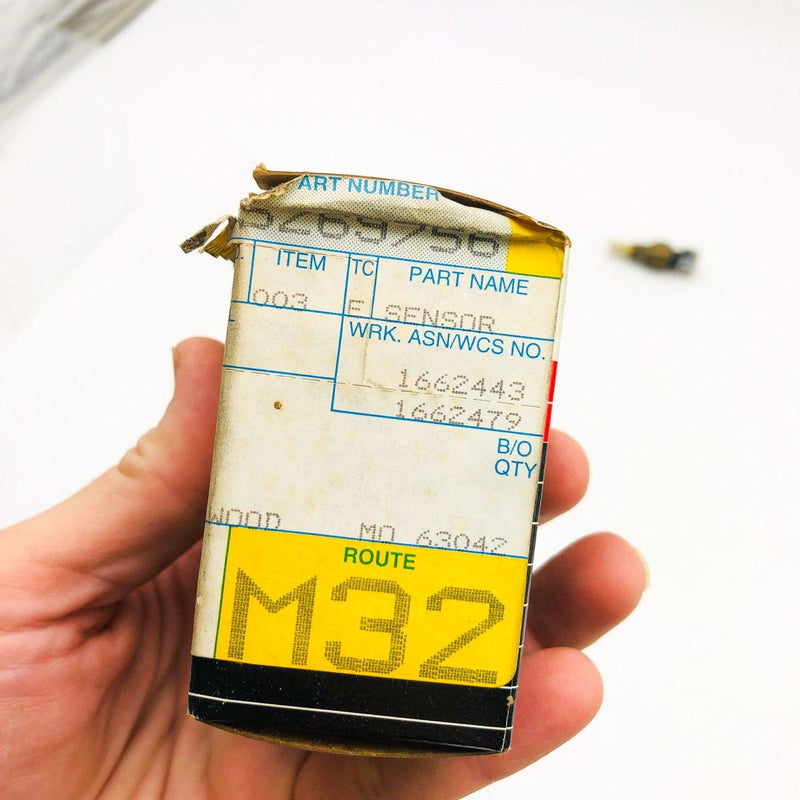 ART NUMBER
5269756
ITEM TC PART NAME
003 E SENSOR
WRK. ASN/WCS NO.
1662443
1662479
B/O
QTY
WOOD MO 63042
ROUTE
M32